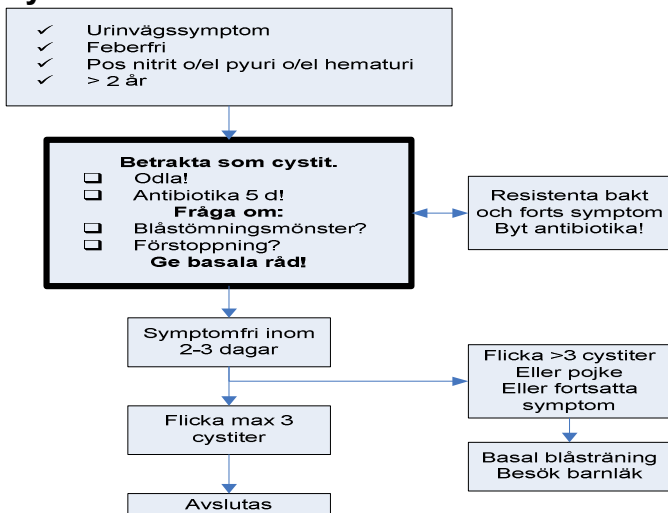 ✓ Urinvägssymptom
✓ Feberfri
✓ Pos nitrit o/el pyuri o/el hematuri
✓ > 2 år
Betrakta som cystit.
❑ Odla!
❑ Antibiotika 5 d!
Fråga om:
❑ Blåstömningsmönster?
❑ Förstoppning?
Ge basala råd!
Resistenta bakt
och forts symptom
Byt antibiotika!
Symptomfri inom
2-3 dagar
Flicka >3 cystiter
Eller pojke
Eller fortsatta
symptom
Flicka max 3
cystiter
Basal blåsträning
Besök barnläk
Avslutas